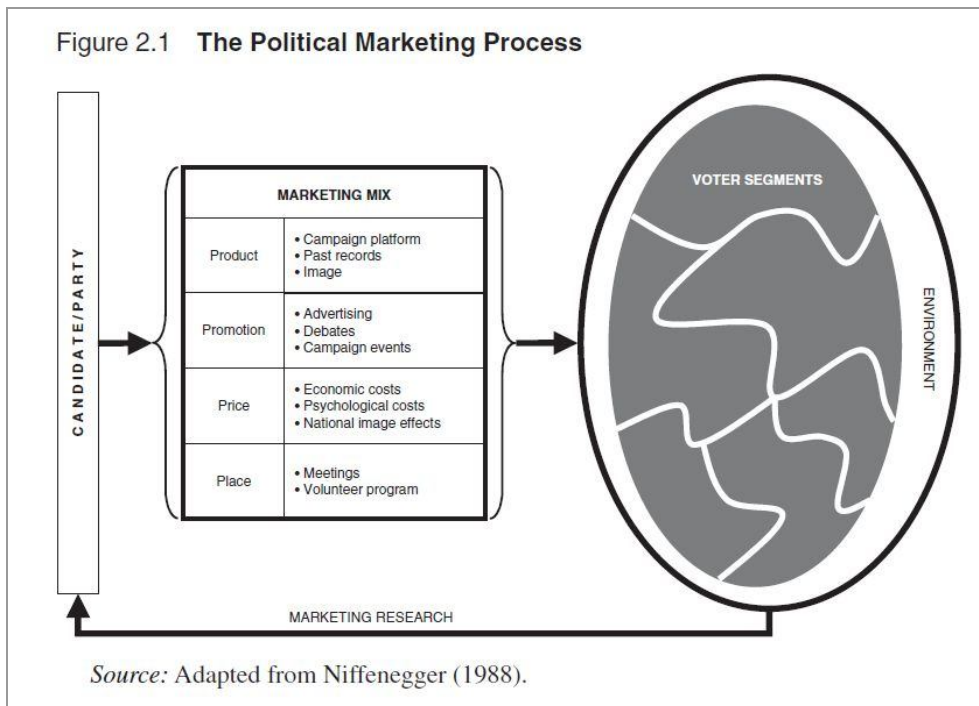 Figure 2.1 The Political Marketing Process
CANDIDATE/PARTY
MARKETING MIX
Product
• Campaign platform
• Past records
• Image
Promotion
• Advertising
• Debates
• Campaign events
Price
• Economic costs
• Psychological costs
• National image effects
Place
• Meetings
• Volunteer program
VOTER SEGMENTS
ENVIRONMENT
MARKETING RESEARCH
Source: Adapted from Niffenegger (1988).